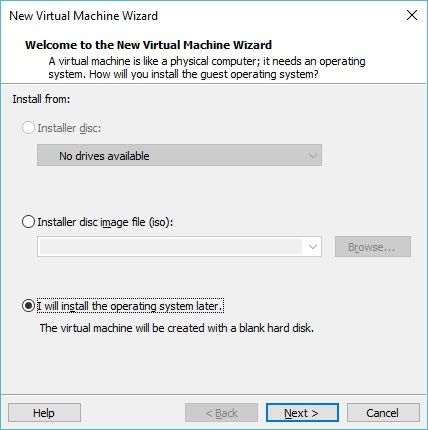 New Virtual Machine Wizard
Welcome to the New Virtual Machine Wizard
A virtual machine is like a physical computer; it needs an operating
system. How will you install the guest operating system?
Install from:
Installer disc:
No drives available
Installer disc image file (iso):
Browse...
I will install the operating system later.
The virtual machine will be created with a blank hard disk.
Help
< Back
Next >
Cancel